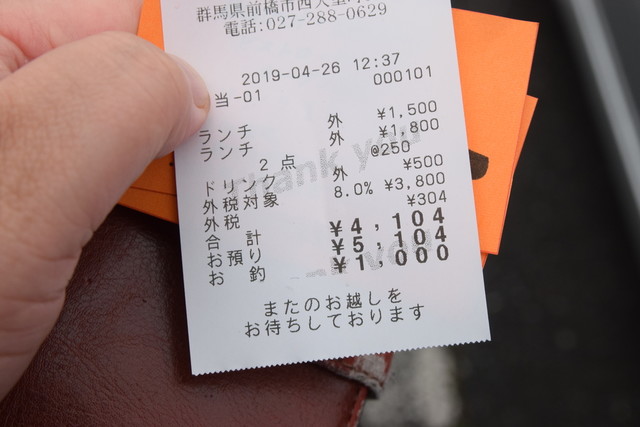 群馬県前橋市西大室町
電話:027-288-0629
2019-04-26 12:37
当-01 000101
ランチ 外 ¥1,500
ランチ 外 ¥1,800
2点 @250
ドリンク 外 ¥500
外税対象 8.0% ¥3,800
外税 ¥304
合計 ¥4,104
お預り ¥5,104
お釣 ¥1,000
またのお越しを
お待ちしております
thank you